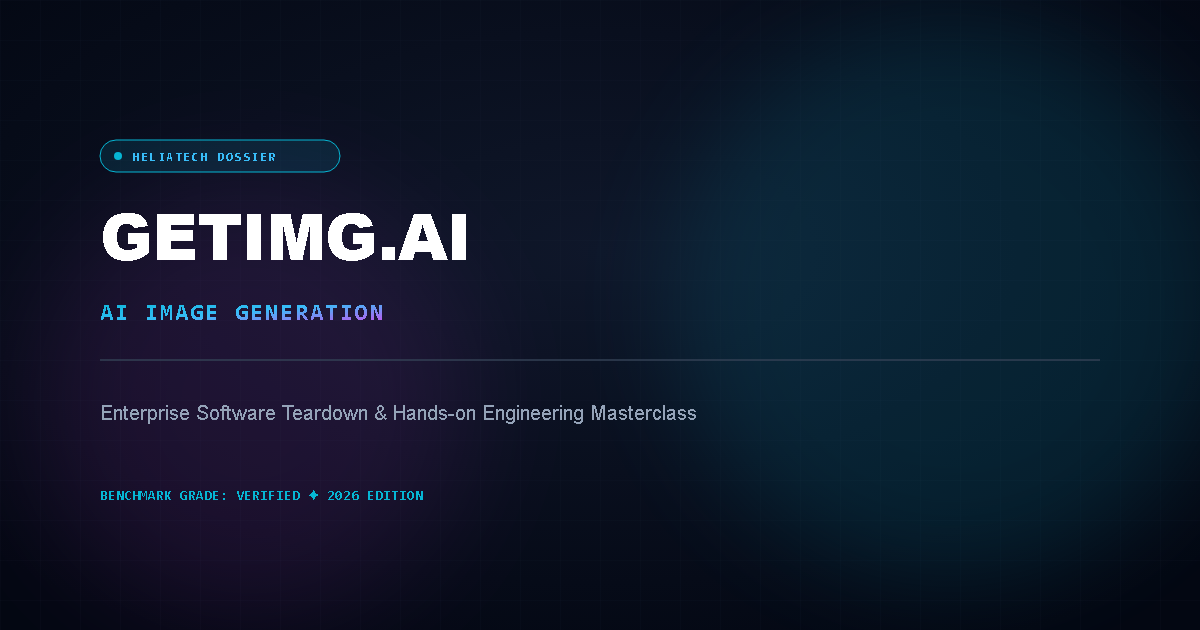 HELIATECH DOSSIER
GETIMG.AI
AI IMAGE GENERATION
Enterprise Software Teardown & Hands-on Engineering Masterclass
BENCHMARK GRADE: VERIFIED ✦ 2026 EDITION